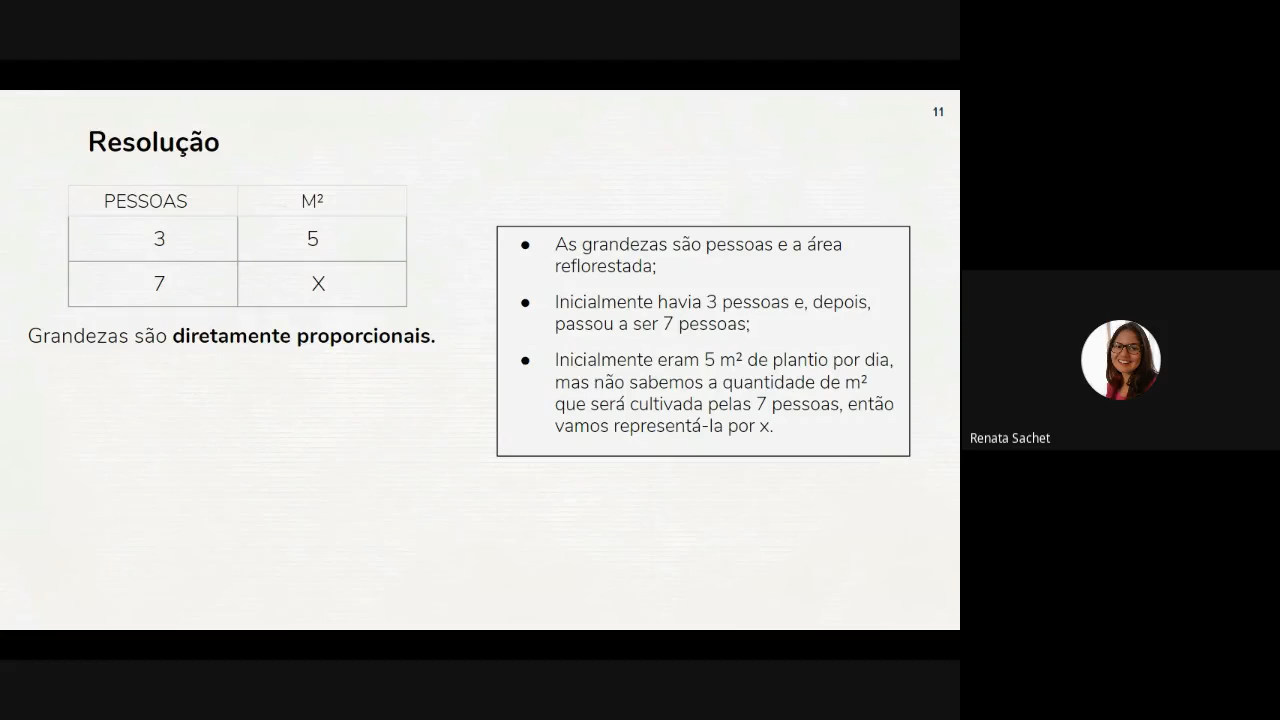 11
Resolução
PESSOAS M²
3 5
7 X
Grandezas são diretamente proporcionais.
● As grandezas são pessoas e a área
reflorestada;
● Inicialmente havia 3 pessoas e, depois,
passou a ser 7 pessoas;
● Inicialmente eram 5 m² de plantio por dia,
mas não sabemos a quantidade de m²
que será cultivada pelas 7 pessoas, então
vamos representá-la por x.
Renata Sachet